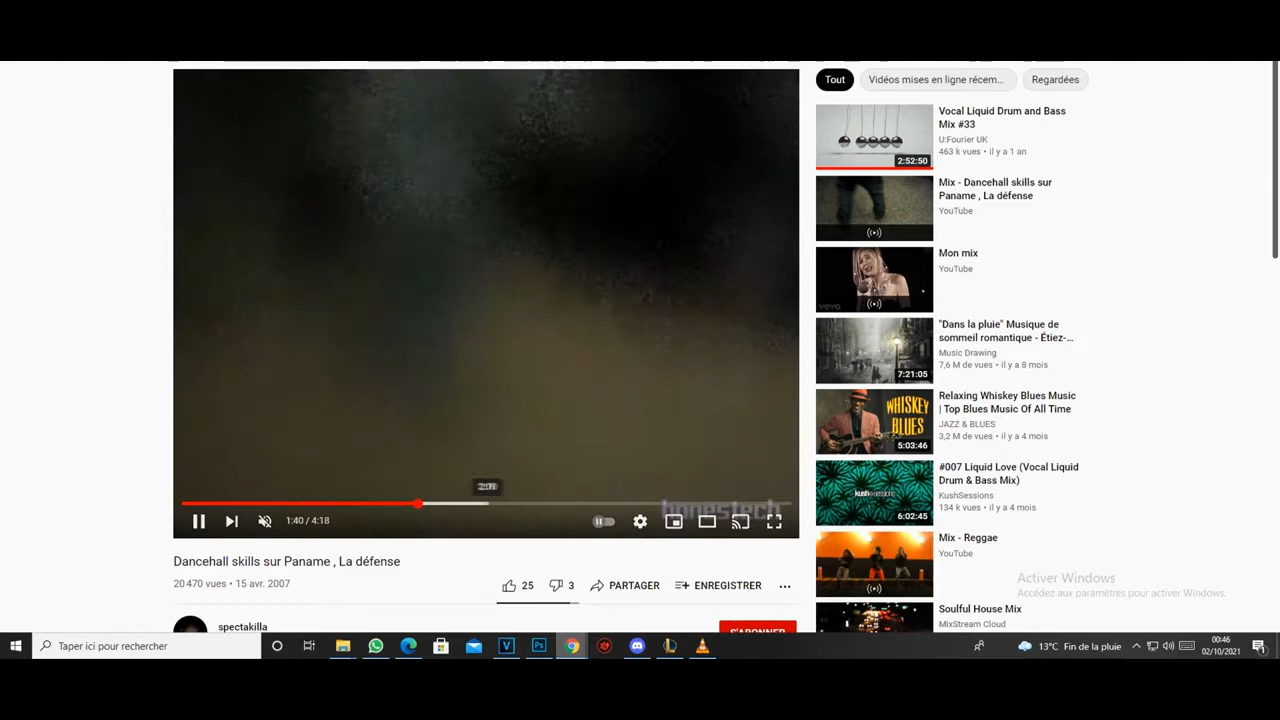 Tout
Vidéos mises en ligne récem...
Regardées
Vocal Liquid Drum and Bass
Mix #33
U:Fourier UK
463 k vues • il y a 1 an
2:52:50
Mix - Dancehall skills sur
Paname , La défense
YouTube
Mon mix
YouTube
vevo
"Dans la pluie" Musique de
sommeil romantique - Étiez-...
Music Drawing
7,6 M de vues • il y a 8 mois
7:21:05
Relaxing Whiskey Blues Music
| Top Blues Music Of All Time
JAZZ & BLUES
3,2 M de vues • il y a 4 mois
WHISKEY
BLUES
5:03:46
#007 Liquid Love (Vocal Liquid
Drum & Bass Mix)
KushSessions
134 k vues • il y a 4 mois
kushsessions
6:02:45
Mix - Reggae
YouTube
Soulful House Mix
MixStream Cloud
honestech
1:40 / 4:18
Dancehall skills sur Paname , La défense
20 470 vues • 15 avr. 2007
25
3
PARTAGER
ENREGISTRER
spectakilla
S'ABONNER
Activer Windows
Accédez aux paramètres pour activer Windows.
Taper ici pour rechercher
V
Ps
13°C Fin de la pluie
00:46
02/10/2021
1